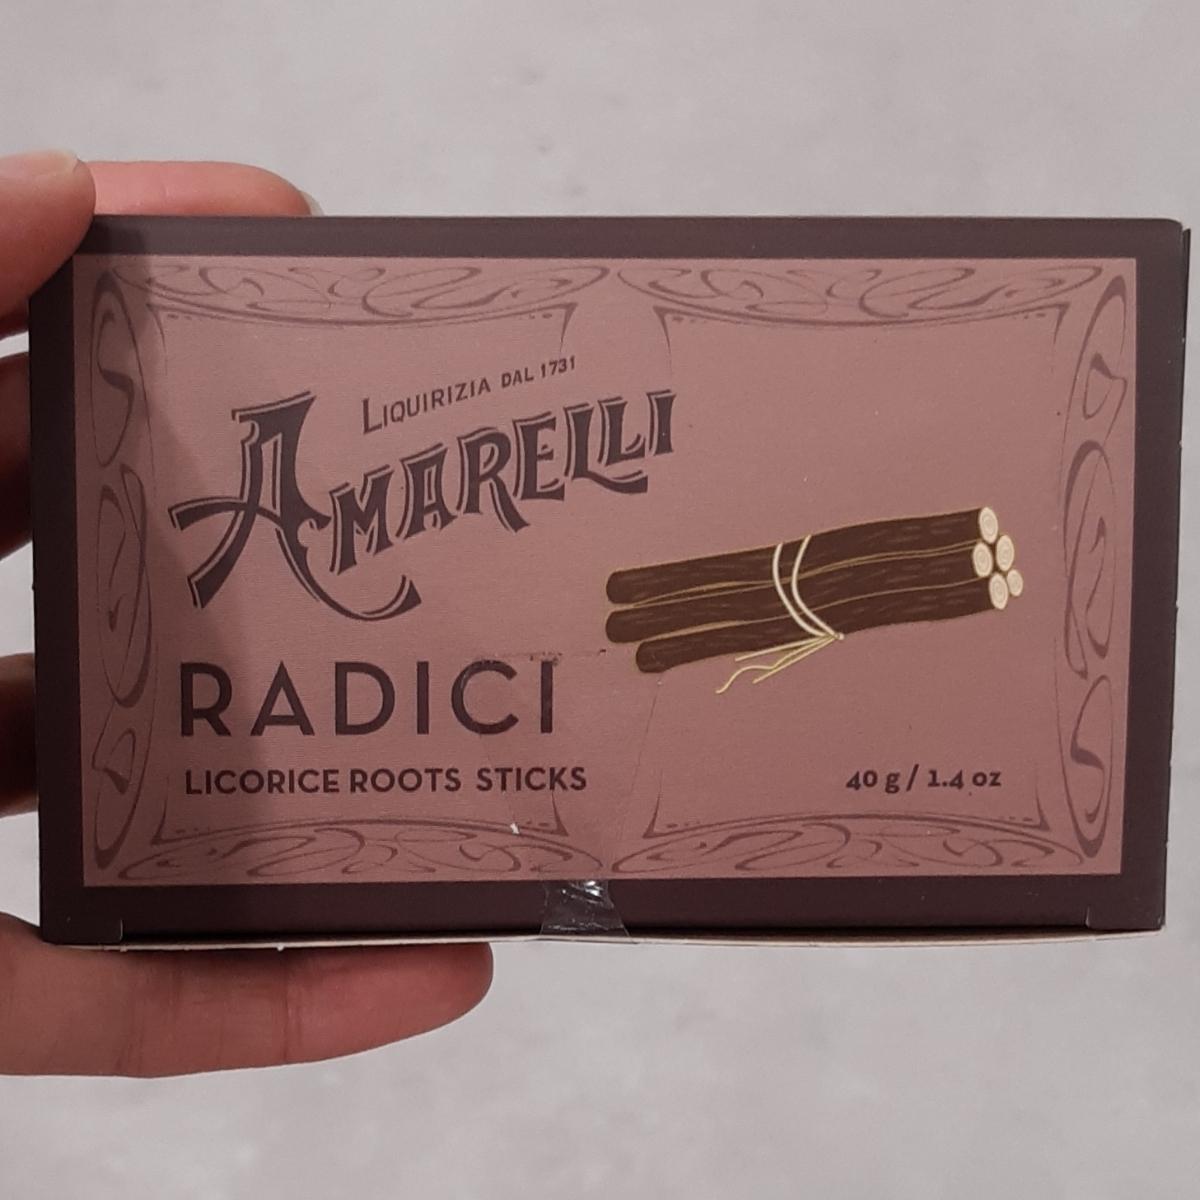 LIQUIRIZIA DAL 1731
AMARELLI
RADICI
LICORICE ROOTS STICKS
40 g / 1.4 oz